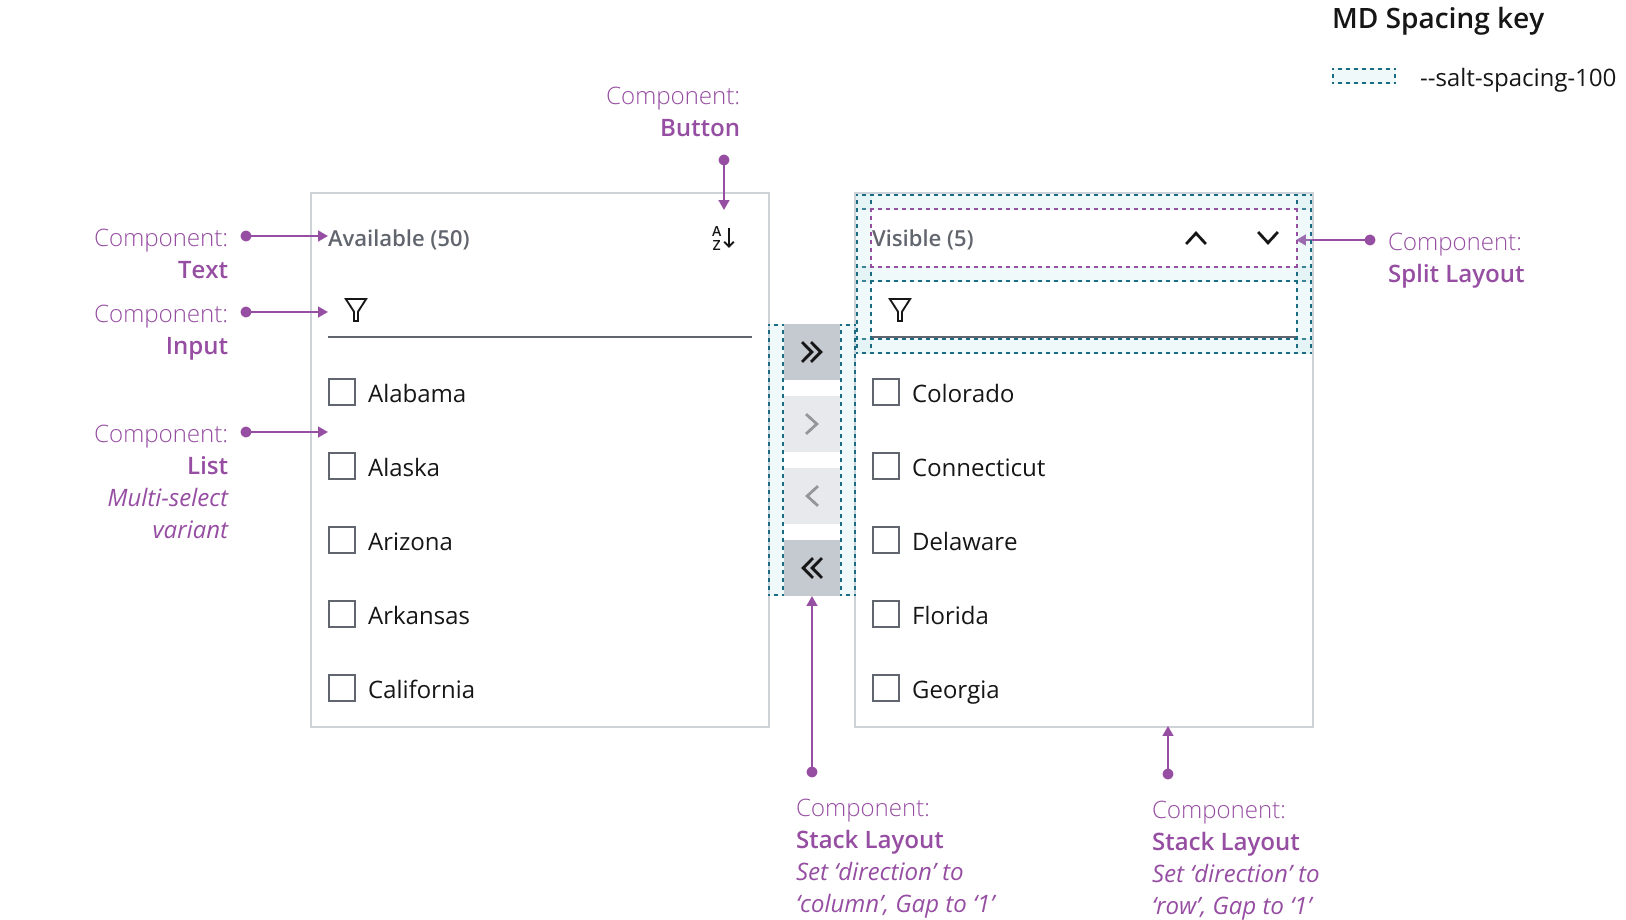 MD Spacing key
--salt-spacing-100
Component:
Button
Component:
Text
Component:
Input
Component:
List
Multi-select
variant
Available (50)
A
Z
Alabama
Alaska
Arizona
Arkansas
California
Visible (5)
Colorado
Connecticut
Delaware
Florida
Georgia
Component:
Split Layout
Component:
Stack Layout
Set ‘direction’ to
‘column’, Gap to ‘1’
Component:
Stack Layout
Set ‘direction’ to
‘row’, Gap to ‘1’